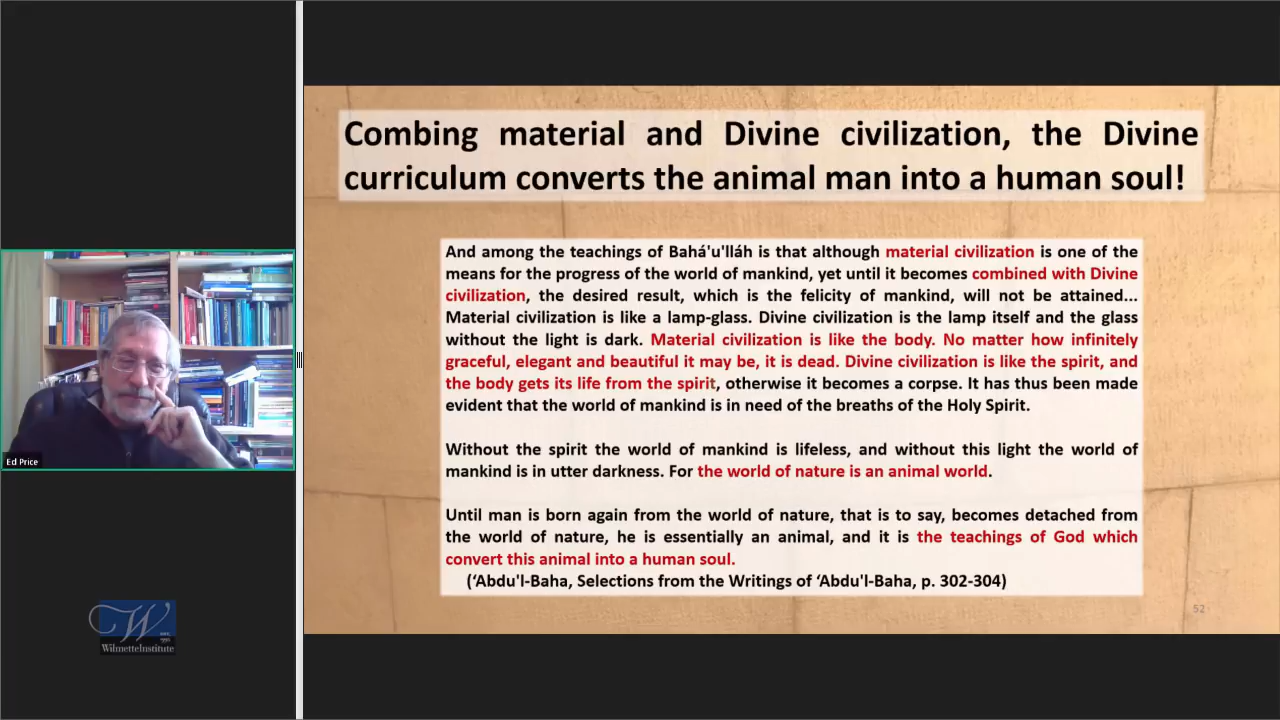 Combing material and Divine civilization, the Divine
curriculum converts the animal man into a human soul!
And among the teachings of Bahá'u'lláh is that although material civilization is one of the
means for the progress of the world of mankind, yet until it becomes combined with Divine
civilization, the desired result, which is the felicity of mankind, will not be attained...
Material civilization is like a lamp-glass. Divine civilization is the lamp itself and the glass
without the light is dark. Material civilization is like the body. No matter how infinitely
graceful, elegant and beautiful it may be, it is dead. Divine civilization is like the spirit, and
the body gets its life from the spirit, otherwise it becomes a corpse. It has thus been made
evident that the world of mankind is in need of the breaths of the Holy Spirit.
Without the spirit the world of mankind is lifeless, and without this light the world of
mankind is in utter darkness. For the world of nature is an animal world.
Until man is born again from the world of nature, that is to say, becomes detached from
the world of nature, he is essentially an animal, and it is the teachings of God which
convert this animal into a human soul.
(‘Abdu'l-Baha, Selections from the Writings of ‘Abdu'l-Baha, p. 302-304)
52
Ed Price
W
WilmetteInstitute